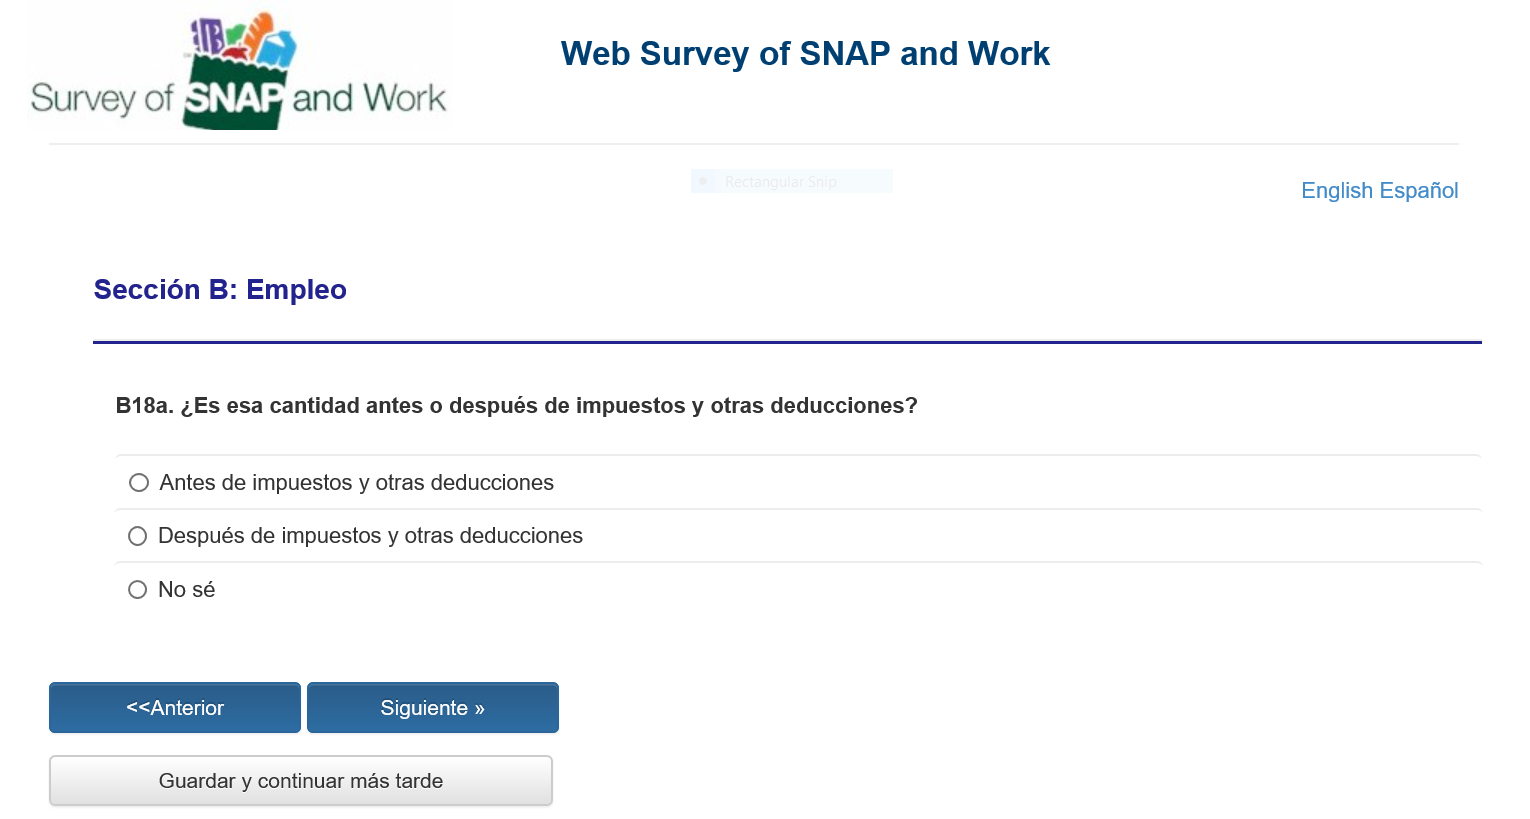 Survey of SNAP and Work
Web Survey of SNAP and Work
Rectangular Snip
English Español
Sección B: Empleo
B18a. ¿Es esa cantidad antes o después de impuestos y otras deducciones?
Antes de impuestos y otras deducciones
Después de impuestos y otras deducciones
No sé
<<Anterior
Siguiente »
Guardar y continuar más tarde